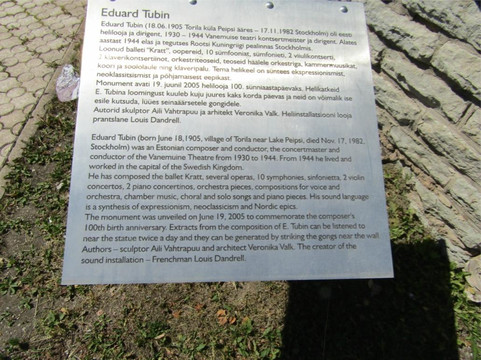 Eduard Tubin
Eduard Tubin (18.06.1905 Torila küla Peipsi ääres – 17.11.1982 Stockholm) oli eesti
helilooja ja dirigent, 1930 – 1944 Vanemuise teatri kontsertmeister ja dirigent. Alates
aastast 1944 elas ja tegutses Rootsi Kuningriigi pealinnas Stockholmis.
Loonud balleti "Kratt", oopereid, 10 sümfooniat, sümfonieti, 2 viiulikontserti,
2 klaverikontsertiinot, orkestriteoseid, teoseid häälele orkestriga, kammermuusikat,
koori ja soololaule ning klaveripalu. Tema helikeel on süntees ekspressionismist,
neoklassitsismist ja põhjamaisest eepikast.
Monument avati 19. juunil 2005 helilooja 100. sünniaastapäevaks. Helikatkeid
E. Tubina loomingust kuuleb kuju juures kaks korda päevas ja neid on võimalik ise
esile kutsuda, lüües seinaäärsetele gongidele.
Autorid skulptor Aili Vahtrapuu ja arhitekt Veronika Valk. Heliinstallatsiooni looja
prantslane Louis Dandrell.
Eduard Tubin (born June 18,1905, village of Torila near Lake Peipsi, died Nov. 17, 1982,
Stockholm) was an Estonian composer and conductor, the concertmaster and
conductor of the Vanemuine Theatre from 1930 to 1944. From 1944 he lived and
worked in the capital of the Swedish Kingdom.
He has composed the ballet Kratt, several operas, 10 symphonies, sinfonietts, 2 violin
concertos, 2 piano concertinos, orchestra pieces, compositions for voice and
orchestra, chamber music, choral and solo songs and piano pieces. His sound language
is a synthesis of expressionism, neoclassicism and Nordic epics.
The monument was unveiled on June 19, 2005 to commemorate the composer's
100th birth anniversary. Extracts from the composition of E. Tubin can be listened to
near the statue twice a day and they can be generated by striking the gongs near the wall.
Authors – sculptor Aili Vahtrapuu and architect Veronika Valk. The creator of the
sound installation – Frenchman Louis Dandrell.